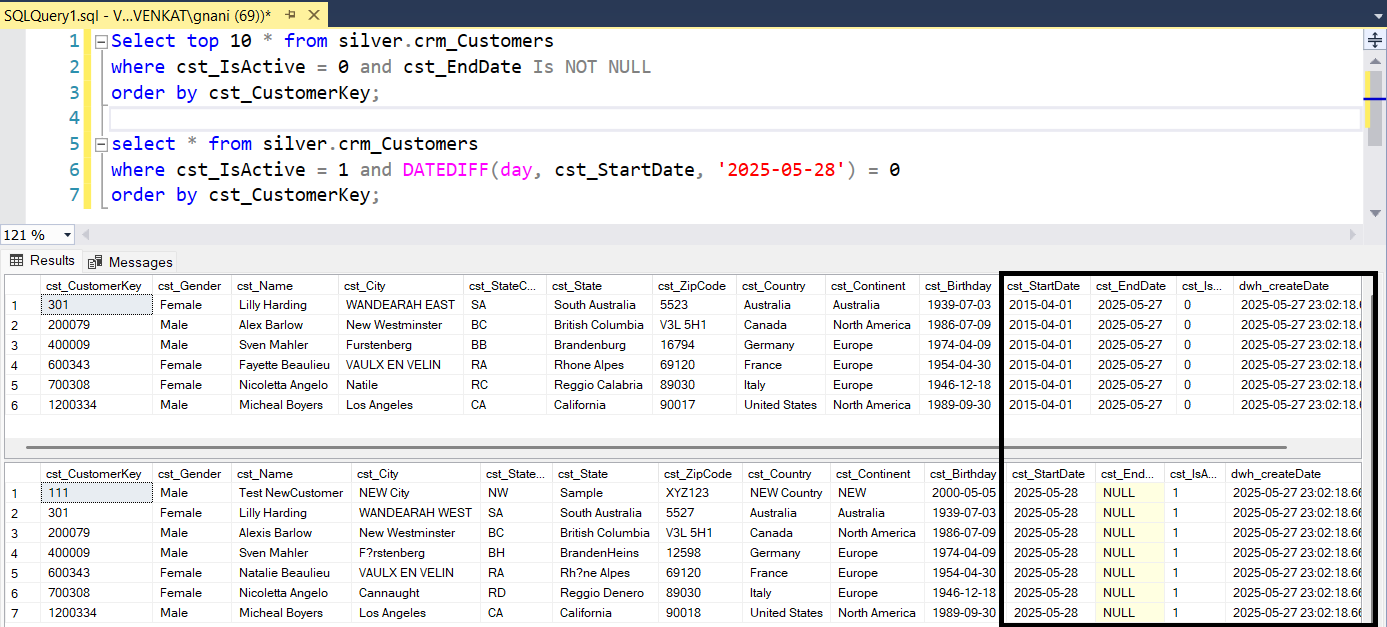 SQLQuery1.sql - V...VENKAT\gnani (69))*
1 Select top 10 * from silver.crm_Customers
2 where cst_IsActive = 0 and cst_EndDate Is NOT NULL
3 order by cst_CustomerKey;
4
5 select * from silver.crm_Customers
6 where cst_IsActive = 1 and DATEDIFF(day, cst_StartDate, '2025-05-28') = 0
7 order by cst_CustomerKey;
121 %
Results Messages
cst_CustomerKey cst_Gender cst_Name cst_City cst_StateC... cst_State cst_ZipCode cst_Country cst_Continent cst_Birthday cst_StartDate cst_EndDate cst_Is... dwh_createDate
1 301 Female Lilly Harding WANDEARAH EAST SA South Australia 5523 Australia Australia 1939-07-03 2015-04-01 2025-05-27 0 2025-05-27 23:02:18.
2 200079 Male Alex Barlow New Westminster BC British Columbia V3L 5H1 Canada North America 1986-07-09 2015-04-01 2025-05-27 0 2025-05-27 23:02:18.
3 400009 Male Sven Mahler Furstenberg BB Brandenburg 16794 Germany Europe 1974-04-09 2015-04-01 2025-05-27 0 2025-05-27 23:02:18.
4 600343 Female Fayette Beaulieu VAULX EN VELIN RA Rhone Alpes 69120 France Europe 1954-04-30 2015-04-01 2025-05-27 0 2025-05-27 23:02:18.
5 700308 Female Nicoletta Angelo Natile RC Reggio Calabria 89030 Italy Europe 1946-12-18 2015-04-01 2025-05-27 0 2025-05-27 23:02:18.
6 1200334 Male Micheal Boyers Los Angeles CA California 90017 United States North America 1989-09-30 2015-04-01 2025-05-27 0 2025-05-27 23:02:18.
cst_CustomerKey cst_Gender cst_Name cst_City cst_State... cst_State cst_ZipCode cst_Country cst_Continent cst_Birthday cst_StartDate cst_End... cst_IsA... dwh_createDate
1 111 Male Test NewCustomer NEW City NW Sample XYZ123 NEW Country NEW 2000-05-05 2025-05-28 NULL 1 2025-05-27 23:02:18.66
2 301 Female Lilly Harding WANDEARAH WEST SA South Australia 5527 Australia Australia 1939-07-03 2025-05-28 NULL 1 2025-05-27 23:02:18.66
3 200079 Male Alexis Barlow New Westminster BC British Columbia V3L 5H1 Canada North America 1986-07-09 2025-05-28 NULL 1 2025-05-27 23:02:18.66
4 400009 Male Sven Mahler F?rstenberg BH BrandenHeins 12598 Germany Europe 1974-04-09 2025-05-28 NULL 1 2025-05-27 23:02:18.66
5 600343 Female Natalie Beaulieu VAULX EN VELIN RA Rh?ne Alpes 69120 France Europe 1954-04-30 2025-05-28 NULL 1 2025-05-27 23:02:18.66
6 700308 Female Nicoletta Angelo Cannaught RD Reggio Denero 89030 Italy Europe 1946-12-18 2025-05-28 NULL 1 2025-05-27 23:02:18.66
7 1200334 Male Micheal Boyers Los Angeles CA California 90018 United States North America 1989-09-30 2025-05-28 NULL 1 2025-05-27 23:02:18.66